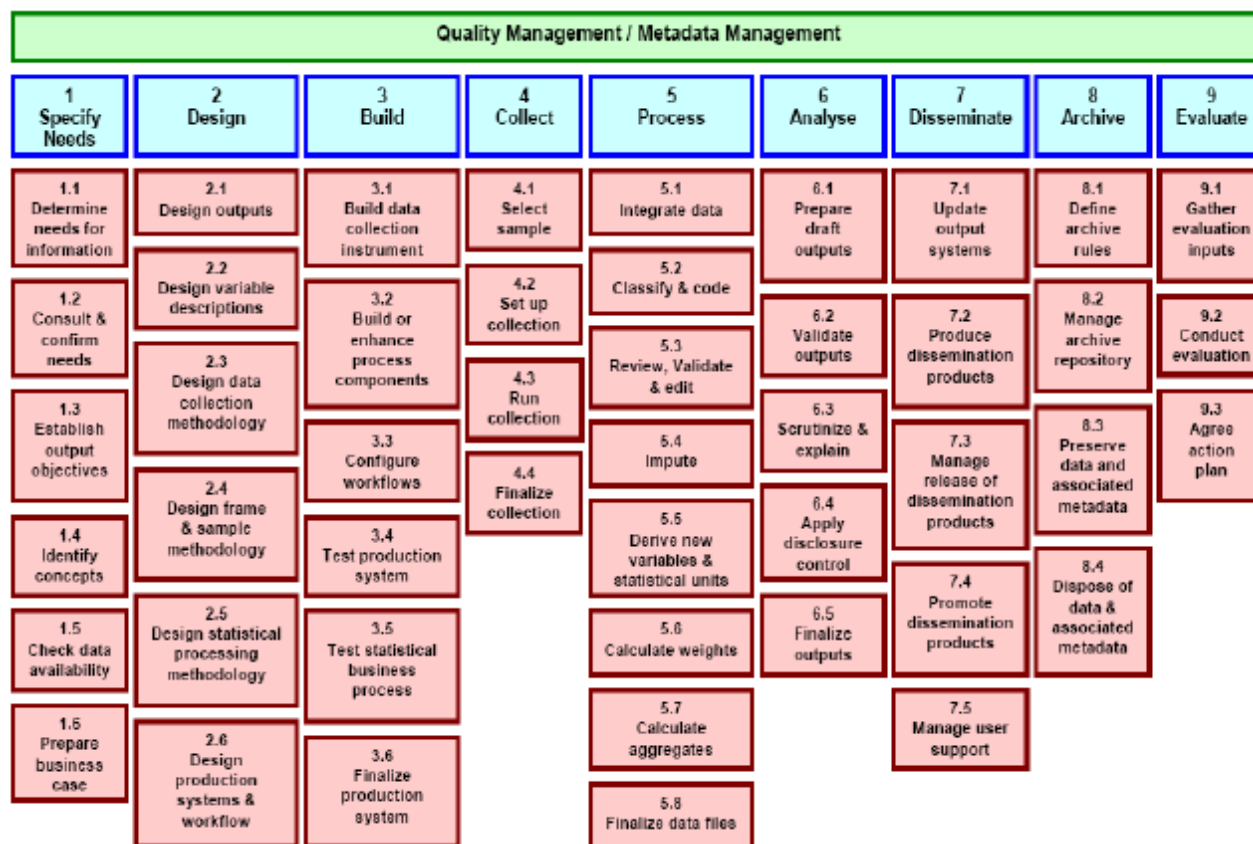 Quality Management / Metadata Management
1
Specify
Needs
2
Design
3
Build
4
Collect
5
Process
6
Analyse
7
Disseminate
8
Archive
9
Evaluate
1.1
Determine
needs for
information
1.2
Consult &
confirm
needs
1.3
Establish
output
objectives
1.4
Identify
concepts
1.5
Check data
availability
1.6
Prepare
business
case
2.1
Design outputs
2.2
Design variable
descriptions
2.3
Design data
collection
methodology
2.4
Design frame
& sample
methodology
2.5
Design statistical
processing
methodology
2.6
Design
production
systems &
workflow
3.1
Build data
collection
instrument
3.2
Build or
enhance
process
components
3.3
Configure
workflows
3.4
Test production
system
3.5
Test statistical
business
process
3.6
Finalize
production
system
4.1
Select
sample
4.2
Set up
collection
4.3
Run
collection
4.4
Finalize
collection
5.1
Integrate data
5.2
Classify & code
5.3
Review, Validate
& edit
5.4
Impute
5.5
Derive new
variables &
statistical units
5.6
Calculate weights
5.7
Calculate
aggregates
5.8
Finalize data files
6.1
Prepare
draft
outputs
6.2
Validate
outputs
6.3
Scrutinize &
explain
6.4
Apply
disclosure
control
6.5
Finalize
outputs
7.1
Update
output
systems
7.2
Produce
dissemination
products
7.3
Manage
release of
dissemination
products
7.4
Promote
dissemination
products
7.5
Manage user
support
8.1
Define
archive
rules
8.2
Manage
archive
repository
8.3
Preserve
data and
associated
metadata
8.4
Dispose of
data &
associated
metadata
9.1
Gather
evaluation
inputs
9.2
Conduct
evaluation
9.3
Agree
action
plan